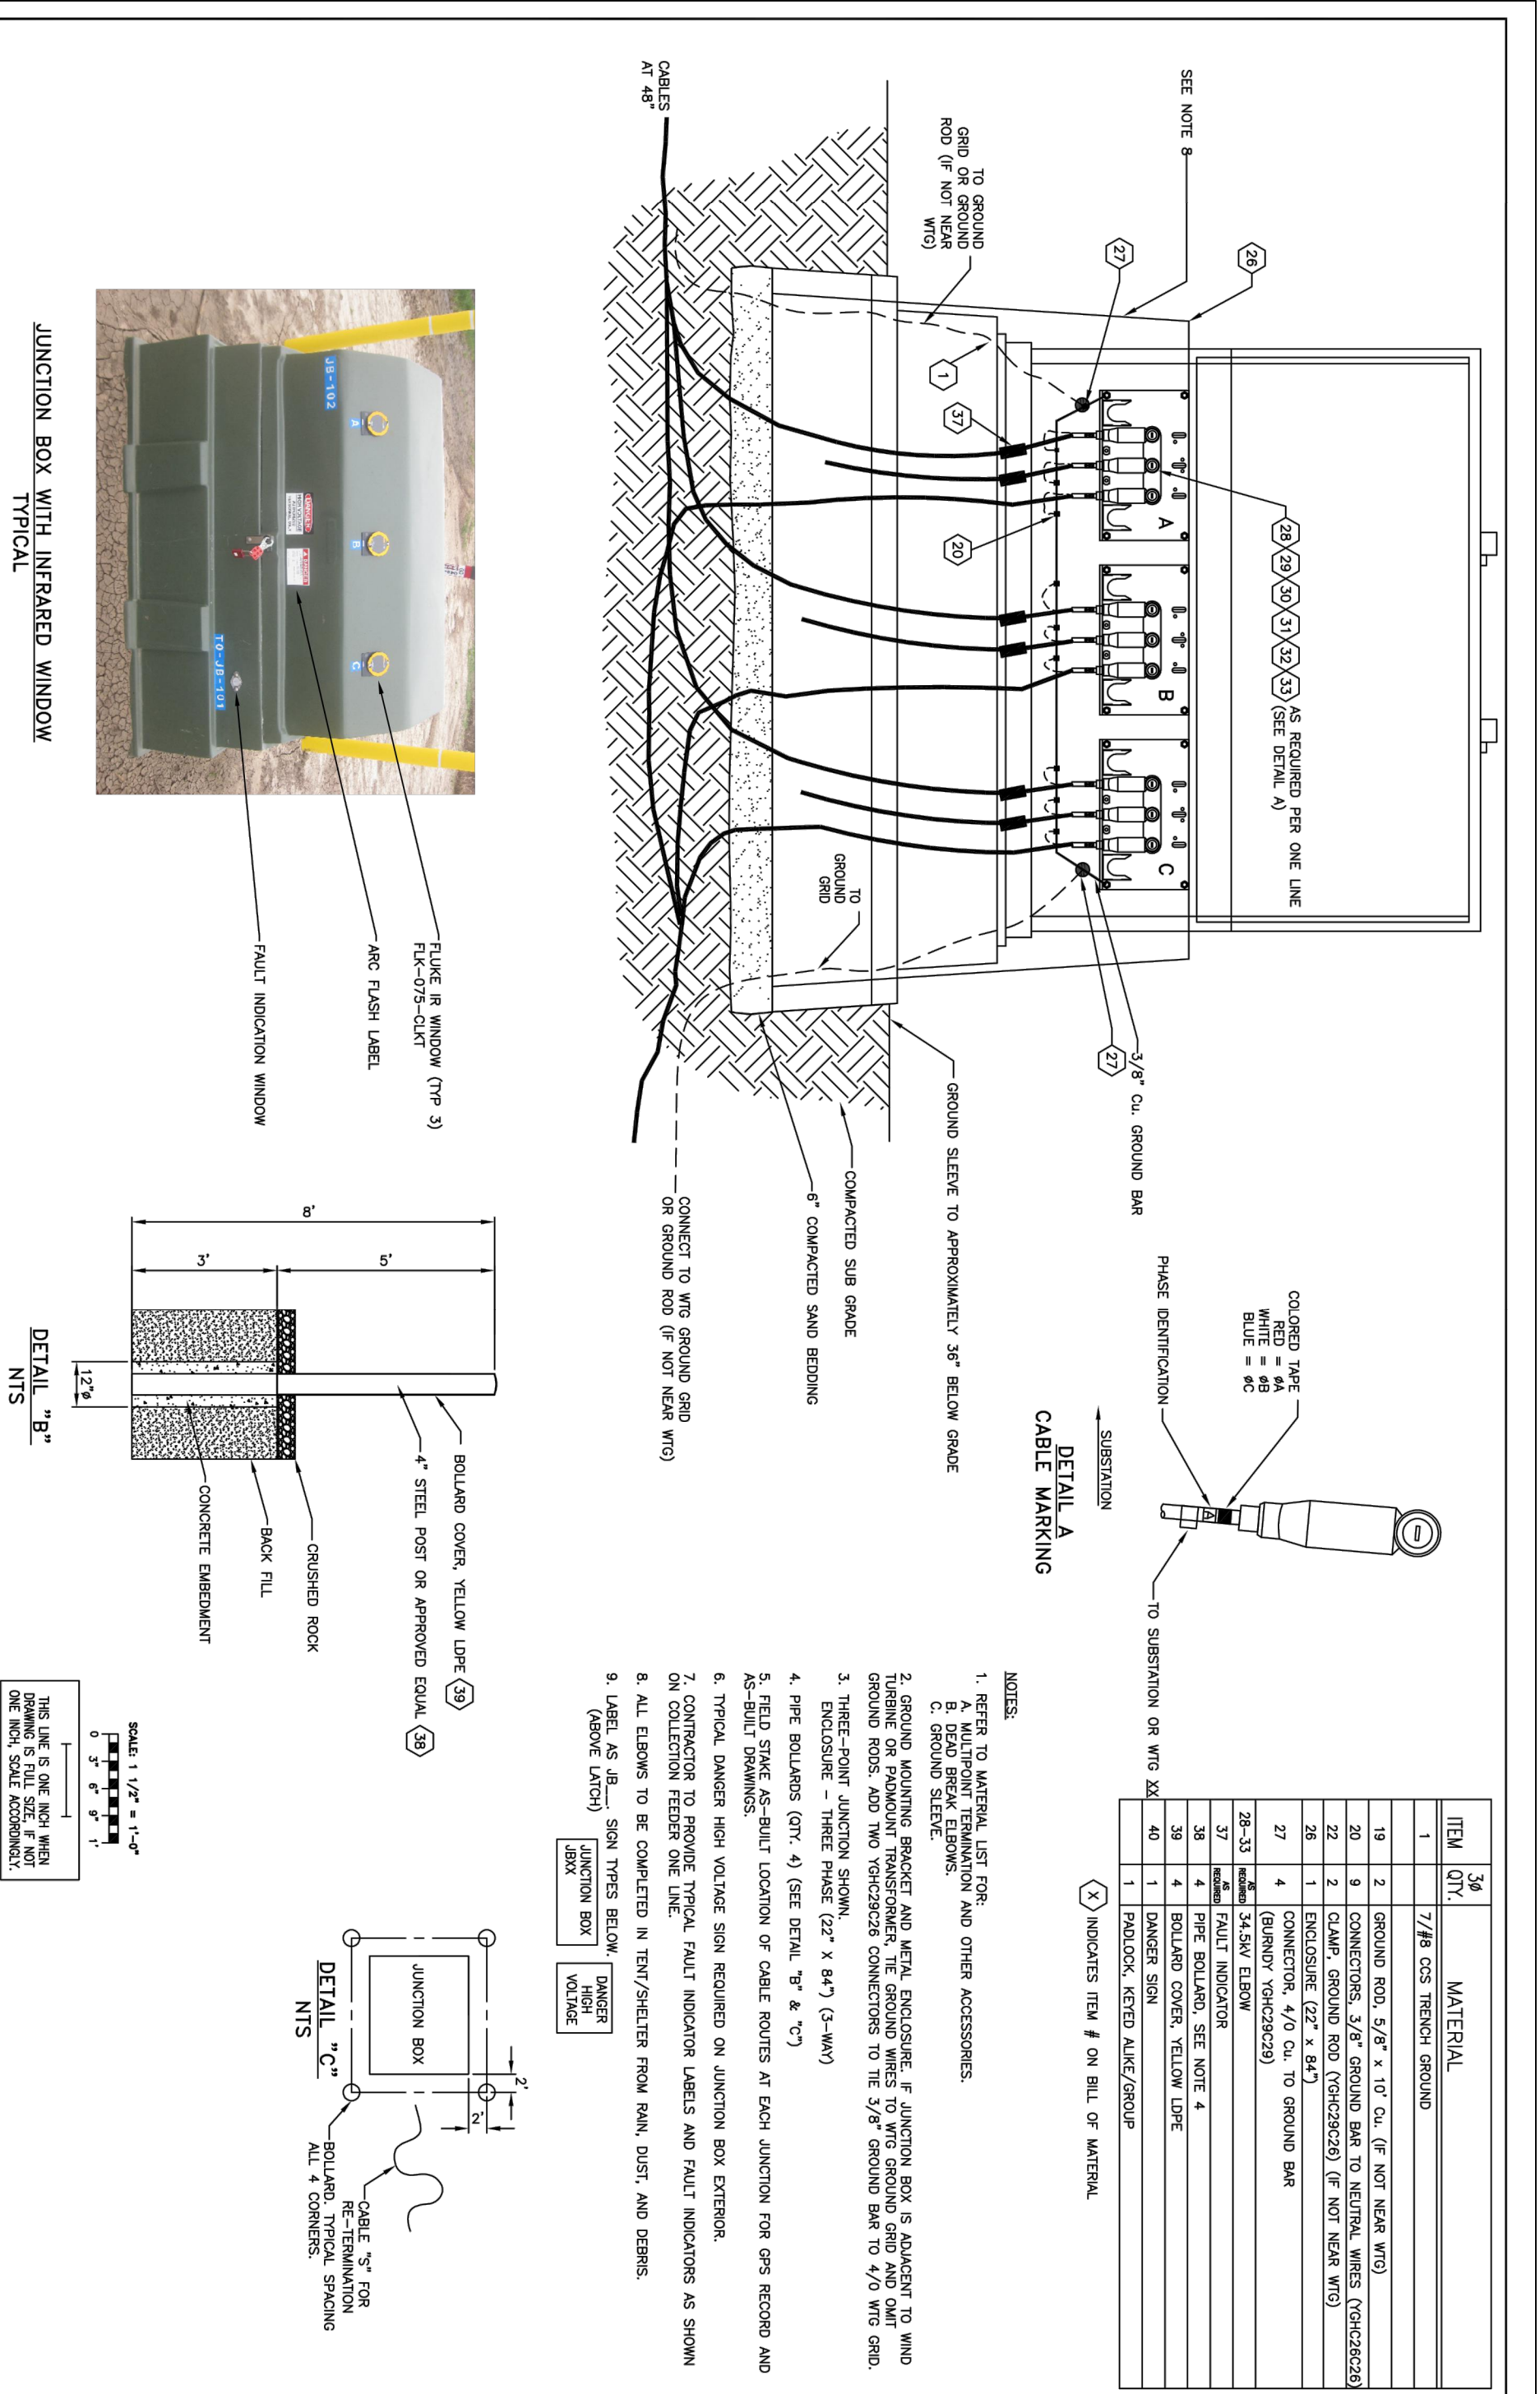 SEE NOTE 8
26
27
TO GROUND
GRID OR GROUND
ROD (IF NOT NEAR
WTG)
1
37
20
CABLES
AT 48"
A
B
C
28 29 30 31 32 33 AS REQUIRED PER ONE LINE
(SEE DETAIL A)
TO
GROUND
GRID
3/8" Cu. GROUND BAR
27
GROUND SLEEVE TO APPROXIMATELY 36" BELOW GRADE
COMPACTED SUB GRADE
6" COMPACTED SAND BEDDING
CONNECT TO WTG GROUND GRID
OR GROUND ROD (IF NOT NEAR WTG)
COLORED TAPE
RED = øA
WHITE = øB
BLUE = øC
PHASE IDENTIFICATION
A
TO SUBSTATION OR WTG XX
SUBSTATION
DETAIL A
CABLE MARKING
ITEM 3ø QTY. MATERIAL
1 1 7/#8 CCS TRENCH GROUND
19 2 GROUND ROD, 5/8" x 10' Cu. (IF NOT NEAR WTG)
20 9 CONNECTORS, 3/8" GROUND BAR TO NEUTRAL WIRES (YGHC26C26)
22 2 CLAMP, GROUND ROD (YGHC29C26) (IF NOT NEAR WTG)
26 1 ENCLOSURE (22" x 84")
27 4 CONNECTOR, 4/0 Cu. TO GROUND BAR
(BURNDY YGHC29C29)
28-33 AS REQUIRED 34.5kV ELBOW
37 AS REQUIRED FAULT INDICATOR
38 4 PIPE BOLLARD, SEE NOTE 4
39 4 BOLLARD COVER, YELLOW LDPE
40 1 DANGER SIGN
1 PADLOCK, KEYED ALIKE/GROUP
X INDICATES ITEM # ON BILL OF MATERIAL
NOTES:
1. REFER TO MATERIAL LIST FOR:
A. MULTIPOINT TERMINATION AND OTHER ACCESSORIES.
B. DEAD BREAK ELBOWS.
C. GROUND SLEEVE.
2. GROUND MOUNTING BRACKET AND METAL ENCLOSURE. IF JUNCTION BOX IS ADJACENT TO WIND
TURBINE OR PADMOUNT TRANSFORMER, TIE GROUND WIRES TO WTG GROUND GRID AND OMIT
GROUND RODS. ADD TWO YGHC29C26 CONNECTORS TO TIE 3/8" GROUND BAR TO 4/0 WTG GRID.
3. THREE-POINT JUNCTION SHOWN.
ENCLOSURE - THREE PHASE (22" X 84") (3-WAY)
4. PIPE BOLLARDS (QTY. 4) (SEE DETAIL "B" & "C")
5. FIELD STAKE AS-BUILT LOCATION OF CABLE ROUTES AT EACH JUNCTION FOR GPS RECORD AND
AS-BUILT DRAWINGS.
6. TYPICAL DANGER HIGH VOLTAGE SIGN REQUIRED ON JUNCTION BOX EXTERIOR.
7. CONTRACTOR TO PROVIDE TYPICAL FAULT INDICATOR LABELS AND FAULT INDICATORS AS SHOWN
ON COLLECTION FEEDER ONE LINE.
8. ALL ELBOWS TO BE COMPLETED IN TENT/SHELTER FROM RAIN, DUST, AND DEBRIS.
9. LABEL AS JB__. SIGN TYPES BELOW.
(ABOVE LATCH)
JUNCTION BOX
JBXX
DANGER
HIGH
VOLTAGE
JB-102
A
B
C
DANGER
HIGH VOLTAGE
TO-JB-101
FLUKE IR WINDOW (TYP 3)
FLK-075-CLKT
ARC FLASH LABEL
FAULT INDICATION WINDOW
JUNCTION BOX WITH INFRARED WINDOW
TYPICAL
8'
5'
3'
12"ø
BOLLARD COVER, YELLOW LDPE 39
4" STEEL POST OR APPROVED EQUAL 38
CRUSHED ROCK
BACK FILL
CONCRETE EMBEDMENT
DETAIL "B"
NTS
JUNCTION BOX
2'
2'
CABLE "S" FOR
RE-TERMINATION
BOLLARD. TYPICAL SPACING
ALL 4 CORNERS.
DETAIL "C"
NTS
SCALE: 1 1/2" = 1'-0"
0 3" 6" 9" 1'
THIS LINE IS ONE INCH WHEN
DRAWING IS FULL SIZE, IF NOT
ONE INCH, SCALE ACCORDINGLY.